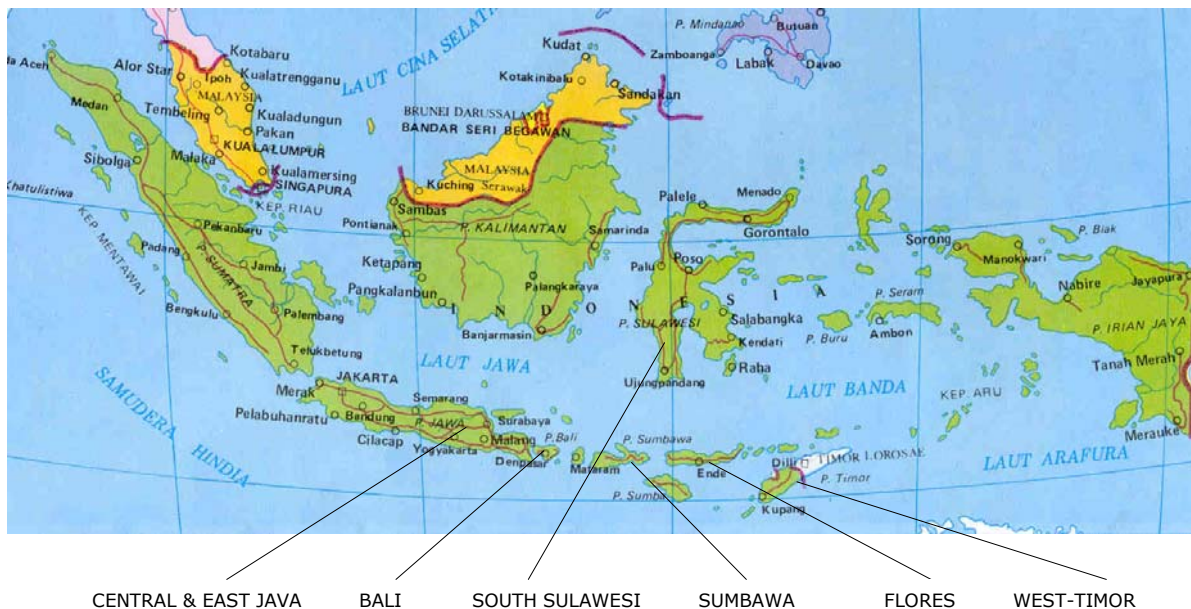 P. Mindanao
Butuan
Kotabaru
Kudat
Zamboanga
LAUT CINA SELAT
da Aceh
Alor Star
Ipoh
Kualatrengganu
Kotakinibalu
Labak
Davao
Medan
MALAYSIA
Sandakan
Tembeling
Kualadungun
BRUNEI DARUSSALAM
Pakan
BANDAR SERI BEGAWAN
KUALALUMPUR
Sibolga
Malaka
Kualamersing
MALAYSIA
Khatulistiwa
SINGAPURA
Kuching
Serawak
Palele
Menado
KEP. RIAU
Sambas
KEP. MENTAWAI
Pekanbaru
Pontianak
P. KALIMANTAN
Samarinda
Gorontalo
P. Biak
Padang
P. SUMATRA
Jambi
Ketapang
Palu
Poso
Sorong
Manokwari
Jayapura
Pangkalanbun
Palangkaraya
P. Seram
Nabire
INDONESIA
Bengkulu
Palembang
Banjarmasin
P. SULAWESI
Salabangka
P. Buru
Ambon
P. IRIAN JAYA
Kendati
Telukbetung
LAUT JAWA
Raba
Tanah Merah
Ujungpandang
SAMUDERA HINDIA
Merak
JAKARTA
LAUT BANDA
KEP. ARU
Pelabuhanratu
Bandung
Semarang
P. JAWA
Surabaya
Merauke
Cilacap
Yogyakarta
Malang
P. Bali
P. Sumbawa
Denpasar
Mataram
Ende
Dilli
TIMOR LOROSAE
LAUT ARAFURA
P. Sumba
P. Timor
Kupang
CENTRAL & EAST JAVA
BALI
SOUTH SULAWESI
SUMBAWA
FLORES
WEST-TIMOR